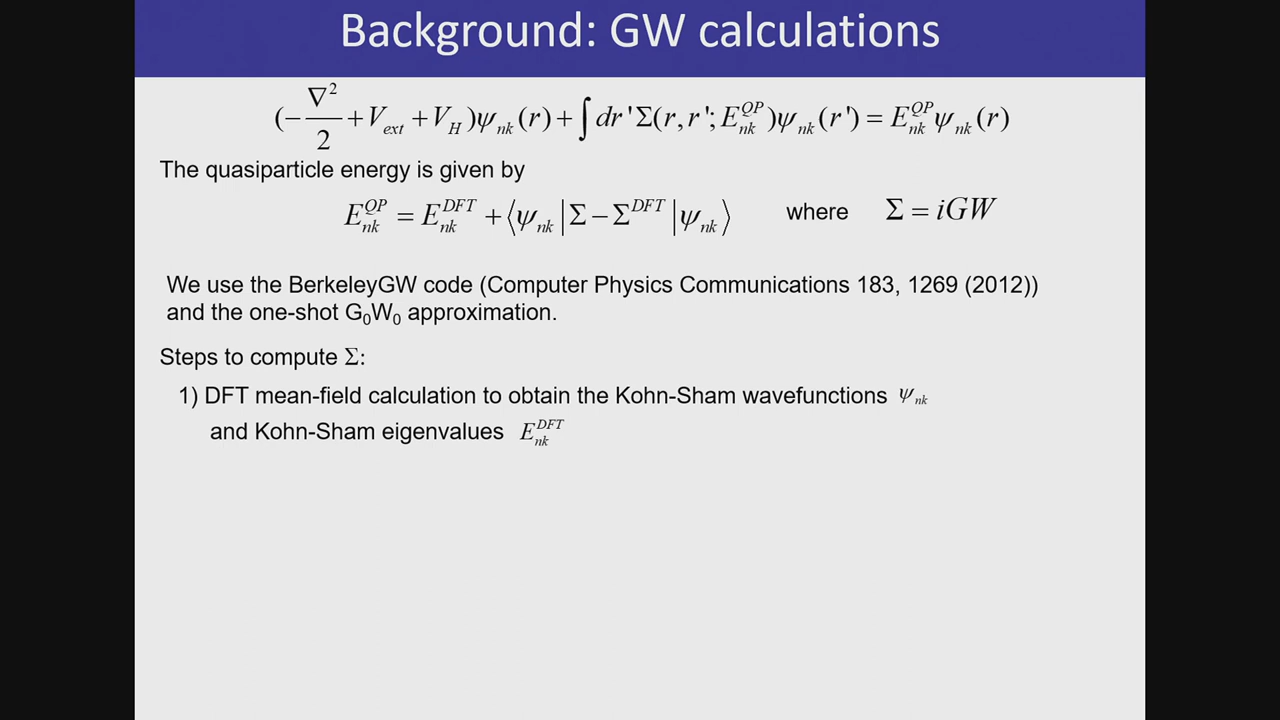 Background: GW calculations
(-∇²/2 + V_ext + V_H)ψ_nk(r) + ∫dr'Σ(r,r';E_nk^QP)ψ_nk(r') = E_nk^QP ψ_nk(r)
The quasiparticle energy is given by
E_nk^QP = E_nk^DFT + ⟨ψ_nk|Σ − Σ^DFT|ψ_nk⟩ where Σ = iGW
We use the BerkeleyGW code (Computer Physics Communications 183, 1269 (2012))
and the one-shot G₀W₀ approximation.
Steps to compute Σ:
1) DFT mean-field calculation to obtain the Kohn-Sham wavefunctions ψ_nk
and Kohn-Sham eigenvalues E_nk^DFT